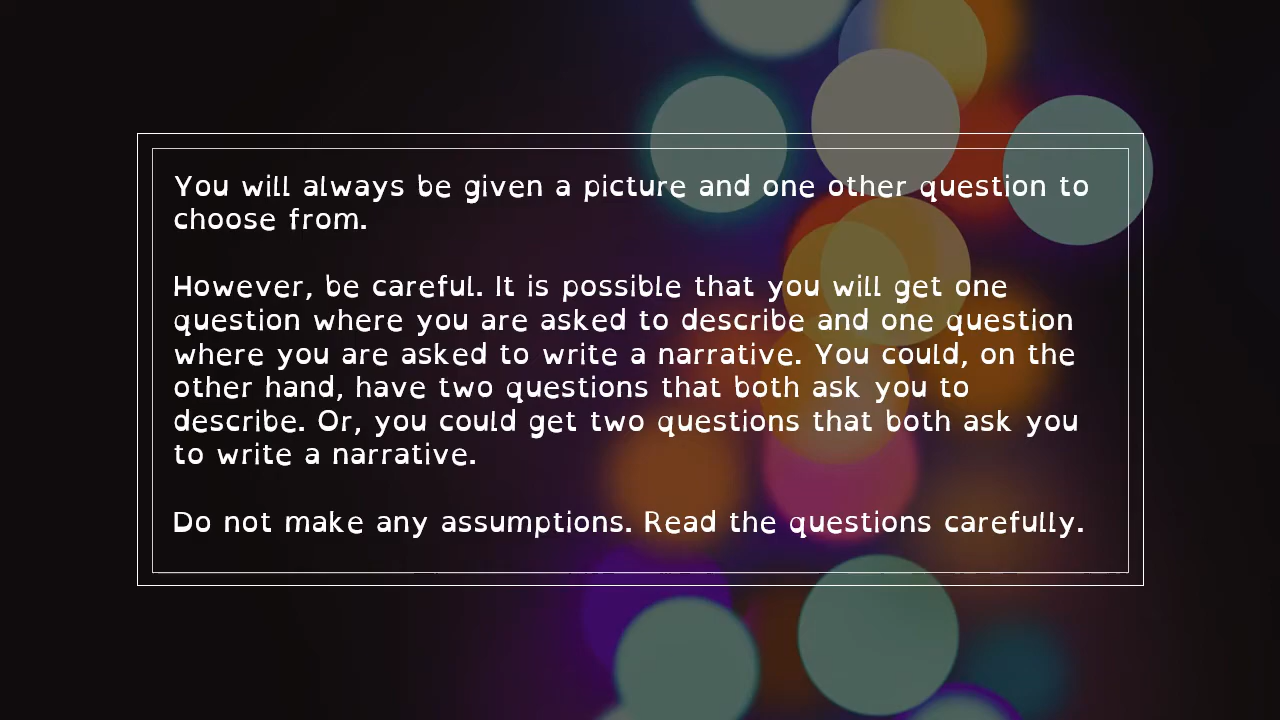 You will always be given a picture and one other question to
choose from.
However, be careful. It is possible that you will get one
question where you are asked to describe and one question
where you are asked to write a narrative. You could, on the
other hand, have two questions that both ask you to
describe. Or, you could get two questions that both ask you
to write a narrative.
Do not make any assumptions. Read the questions carefully.